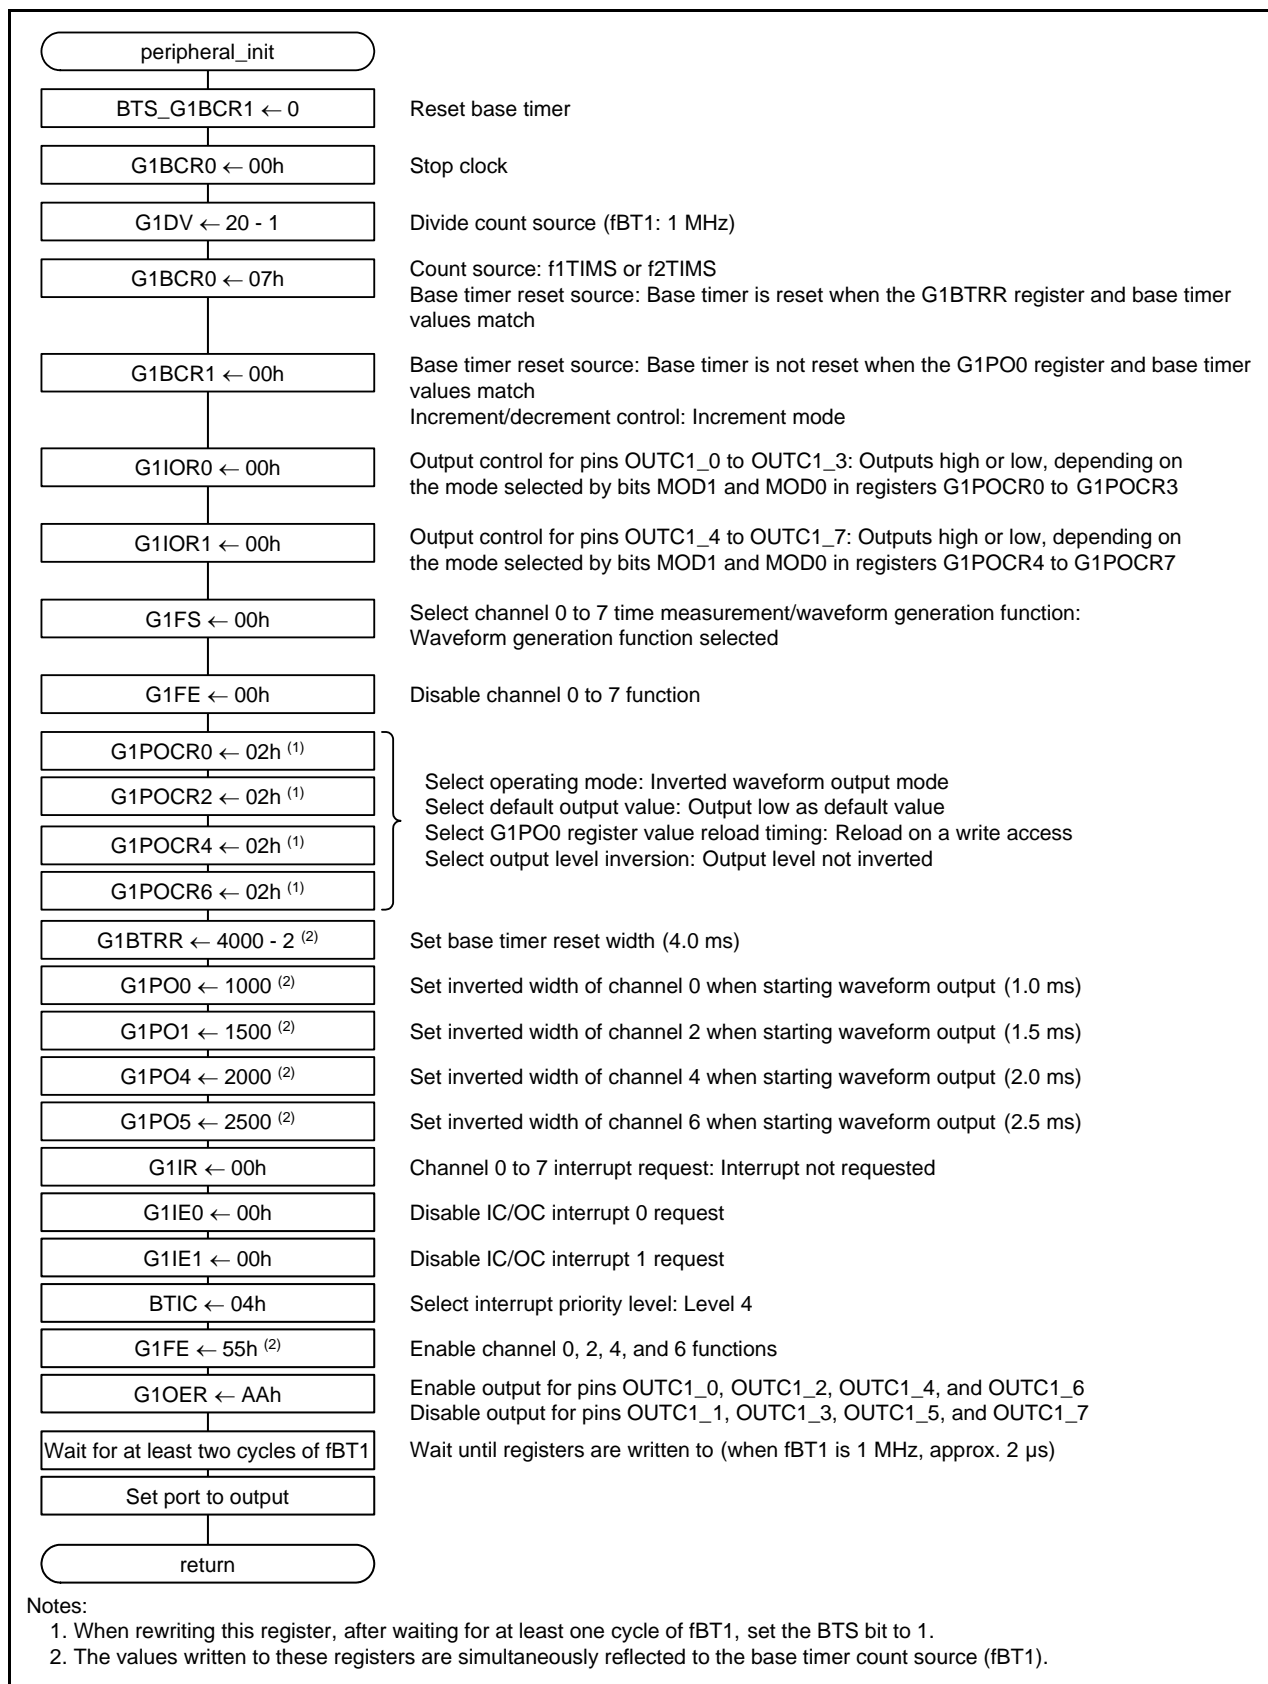 peripheral_init
BTS_G1BCR1 ← 0
Reset base timer
G1BCR0 ← 00h
Stop clock
G1DV ← 20 - 1
Divide count source (fBT1: 1 MHz)
G1BCR0 ← 07h
Count source: f1TIMS or f2TIMS
Base timer reset source: Base timer is reset when the G1BTRR register and base timer
values match
G1BCR1 ← 00h
Base timer reset source: Base timer is not reset when the G1PO0 register and base timer
values match
Increment/decrement control: Increment mode
G1IOR0 ← 00h
Output control for pins OUTC1_0 to OUTC1_3: Outputs high or low, depending on
the mode selected by bits MOD1 and MOD0 in registers G1POCR0 to G1POCR3
G1IOR1 ← 00h
Output control for pins OUTC1_4 to OUTC1_7: Outputs high or low, depending on
the mode selected by bits MOD1 and MOD0 in registers G1POCR4 to G1POCR7
G1FS ← 00h
Select channel 0 to 7 time measurement/waveform generation function:
Waveform generation function selected
G1FE ← 00h
Disable channel 0 to 7 function
G1POCR0 ← 02h (1)
G1POCR2 ← 02h (1)
G1POCR4 ← 02h (1)
G1POCR6 ← 02h (1)
Select operating mode: Inverted waveform output mode
Select default output value: Output low as default value
Select G1PO0 register value reload timing: Reload on a write access
Select output level inversion: Output level not inverted
G1BTRR ← 4000 - 2 (2)
Set base timer reset width (4.0 ms)
G1PO0 ← 1000 (2)
Set inverted width of channel 0 when starting waveform output (1.0 ms)
G1PO1 ← 1500 (2)
Set inverted width of channel 2 when starting waveform output (1.5 ms)
G1PO4 ← 2000 (2)
Set inverted width of channel 4 when starting waveform output (2.0 ms)
G1PO5 ← 2500 (2)
Set inverted width of channel 6 when starting waveform output (2.5 ms)
G1IR ← 00h
Channel 0 to 7 interrupt request: Interrupt not requested
G1IE0 ← 00h
Disable IC/OC interrupt 0 request
G1IE1 ← 00h
Disable IC/OC interrupt 1 request
BTIC ← 04h
Select interrupt priority level: Level 4
G1FE ← 55h (2)
Enable channel 0, 2, 4, and 6 functions
G1OER ← AAh
Enable output for pins OUTC1_0, OUTC1_2, OUTC1_4, and OUTC1_6
Disable output for pins OUTC1_1, OUTC1_3, OUTC1_5, and OUTC1_7
Wait for at least two cycles of fBT1
Wait until registers are written to (when fBT1 is 1 MHz, approx. 2 µs)
Set port to output
return
Notes:
1. When rewriting this register, after waiting for at least one cycle of fBT1, set the BTS bit to 1.
2. The values written to these registers are simultaneously reflected to the base timer count source (fBT1).